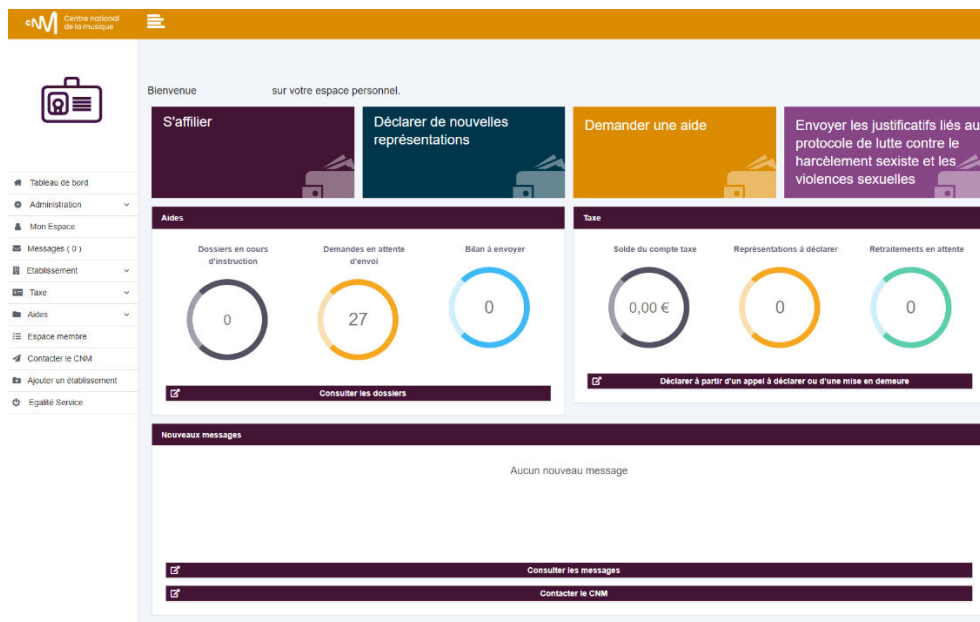 cNM Centre national
de la musique
Bienvenue sur votre espace personnel.
S'affilier
Déclarer de nouvelles
représentations
Demander une aide
Envoyer les justificatifs liés au
protocole de lutte contre le
harcèlement sexiste et les
violences sexuelles
Tableau de bord
Administration
Mon Espace
Messages ( 0 )
Etablissement
Taxe
Aides
Espace membre
Contacter le CNM
Ajouter un établissement
Egalité Service
Aides
Dossiers en cours
d'instruction
0
Demandes en attente
d'envoi
27
Bilan à envoyer
0
Consulter les dossiers
Taxe
Solde du compte taxe
0,00 €
Représentations à déclarer
0
Retraitements en attente
0
Déclarer à partir d'un appel à déclarer ou d'une mise en demeure
Nouveaux messages
Aucun nouveau message
Consulter les messages
Contacter le CNM